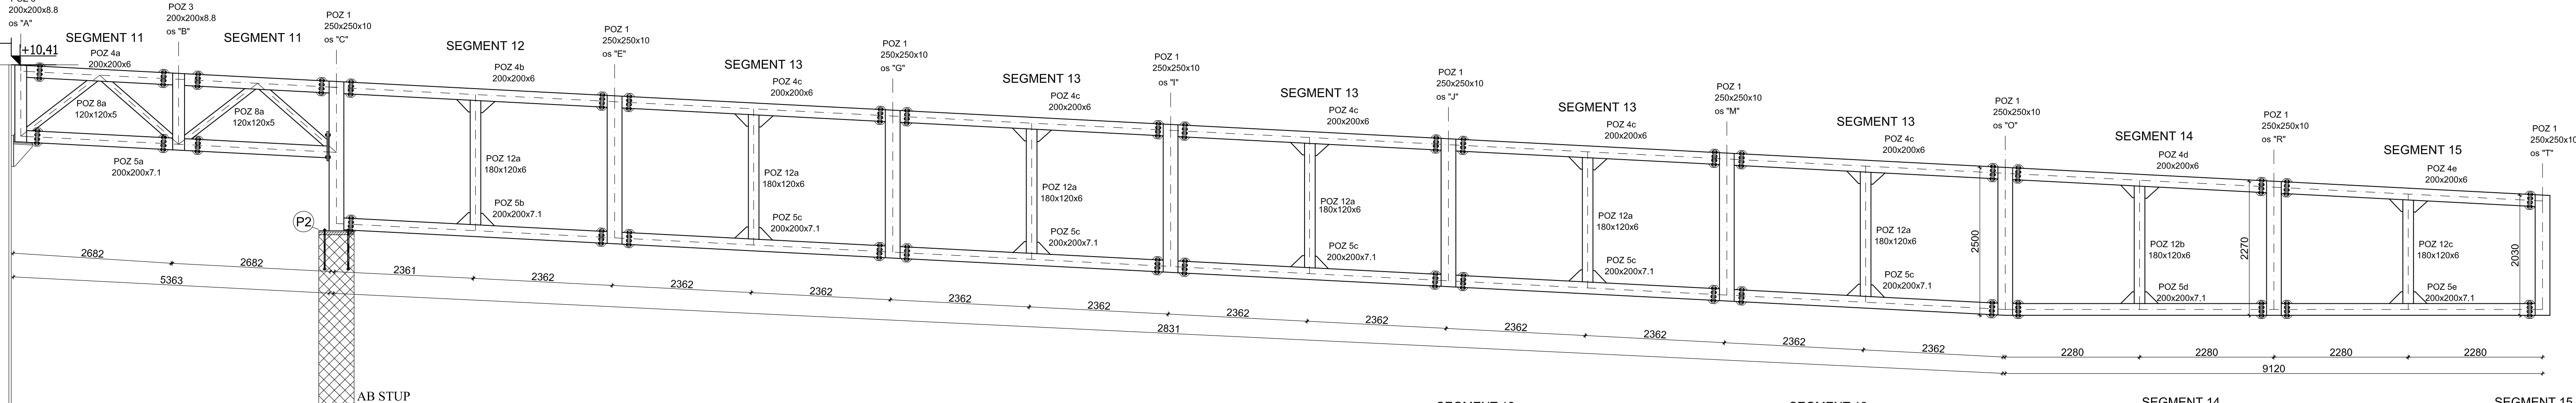 200x200x8.8
os "A"
POZ 3
200x200x8.8
os "B"
POZ 1
250x250x10
os "C"
POZ 1
250x250x10
os "E"
POZ 1
250x250x10
os "G"
POZ 1
250x250x10
os "I"
POZ 1
250x250x10
os "J"
POZ 1
250x250x10
os "M"
POZ 1
250x250x10
os "O"
POZ 1
250x250x10
os "R"
POZ 1
250x250x10
os "T"
+10,41
SEGMENT 11
POZ 4a
200x200x6
POZ 8a
120x120x5
POZ 5a
200x200x7.1
SEGMENT 11
POZ 8a
120x120x5
SEGMENT 12
POZ 4b
200x200x6
POZ 12a
180x120x6
POZ 5b
200x200x7.1
SEGMENT 13
POZ 4c
200x200x6
POZ 12a
180x120x6
POZ 5c
200x200x7.1
SEGMENT 13
POZ 4c
200x200x6
POZ 12a
180x120x6
POZ 5c
200x200x7.1
SEGMENT 13
POZ 4c
200x200x6
POZ 12a
180x120x6
POZ 5c
200x200x7.1
SEGMENT 13
POZ 4c
200x200x6
POZ 12a
180x120x6
POZ 5c
200x200x7.1
SEGMENT 13
POZ 4c
200x200x6
POZ 12a
180x120x6
POZ 5c
200x200x7.1
2500
SEGMENT 14
POZ 4d
200x200x6
POZ 12b
180x120x6
POZ 5d
200x200x7.1
2270
SEGMENT 15
POZ 4e
200x200x6
POZ 12c
180x120x6
POZ 5e
200x200x7.1
2030
P2
2682
2682
2361
2362
2362
2362
2362
2362
2362
2362
2362
2362
2362
2362
2280
2280
2280
2280
5363
2831
9120
AB STUP
SEGMENT 14
SEGMENT 15